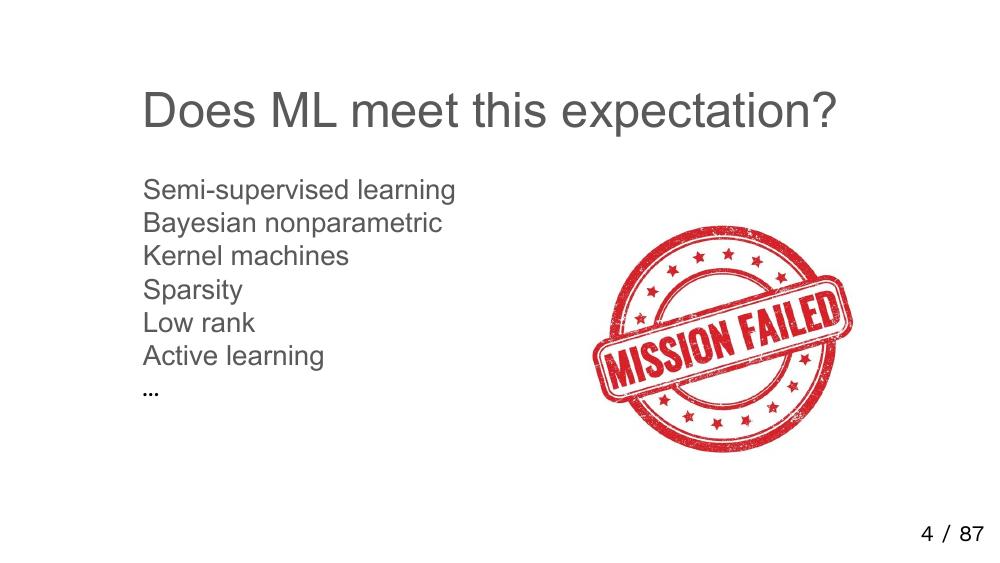 Does ML meet this expectation?
Semi-supervised learning
Bayesian nonparametric
Kernel machines
Sparsity
Low rank
Active learning
...
MISSION FAILED
4 / 87